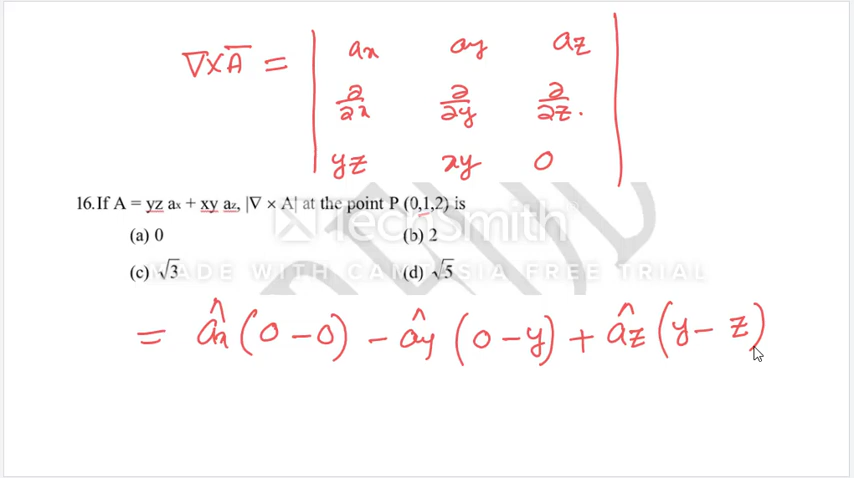 ∇×A̅ = | ax ay az
∂/∂x ∂/∂y ∂/∂z.
yz xy 0 |
16.If A = yz ax + xy az, |∇ × A| at the point P (0,1,2) is
(a) 0 (b) 2
(c) √3 (d) √5
TechSmith
MADE WITH CAMTASIA FREE TRIAL
= âx (0 – 0) – ây (0 – y) + âz (y – z)